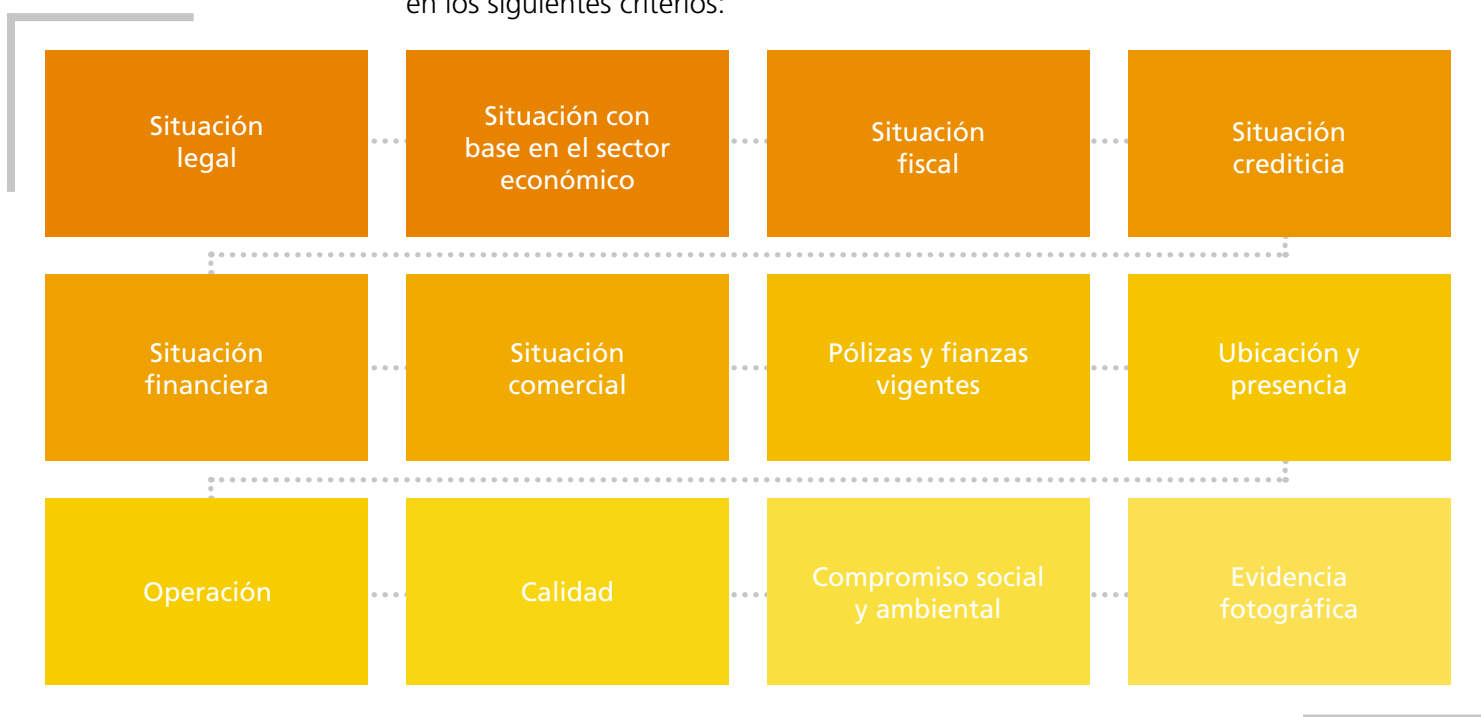 en los siguientes criterios:
Situación
legal
Situación con
base en el sector
económico
Situación
fiscal
Situación
crediticia
Situación
financiera
Situación
comercial
Pólizas y fianzas
vigentes
Ubicación y
presencia
Operación
Calidad
Compromiso social
y ambiental
Evidencia
fotográfica